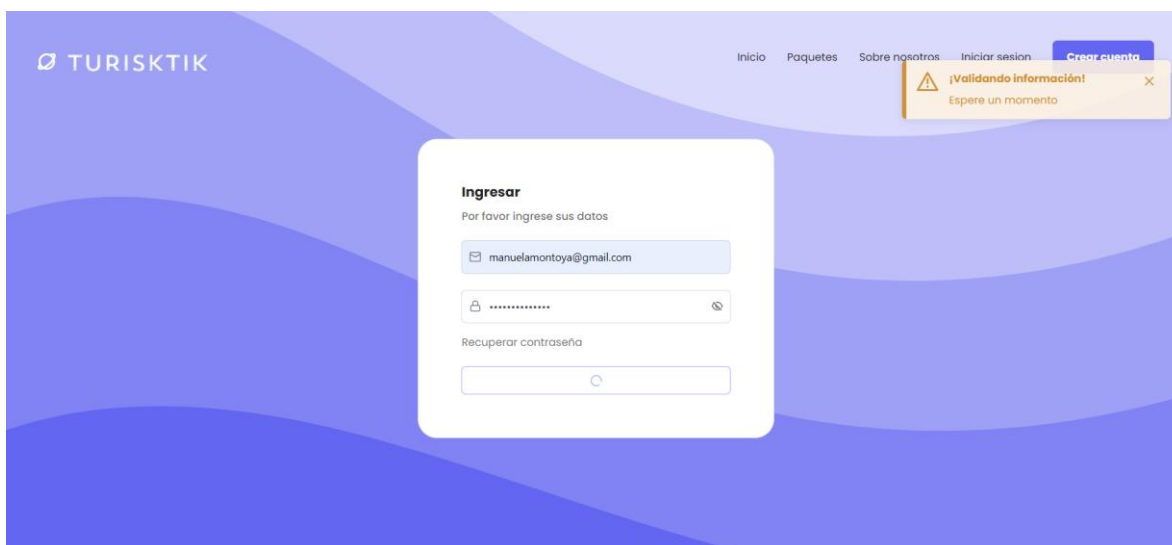 TURISKTIK
Inicio Paquetes Sobre nosotros Iniciar sesion Crear cuenta
¡Validando información!
Espere un momento
Ingresar
Por favor ingrese sus datos
manuelamontoya@gmail.com
••••••••••••••
Recuperar contraseña